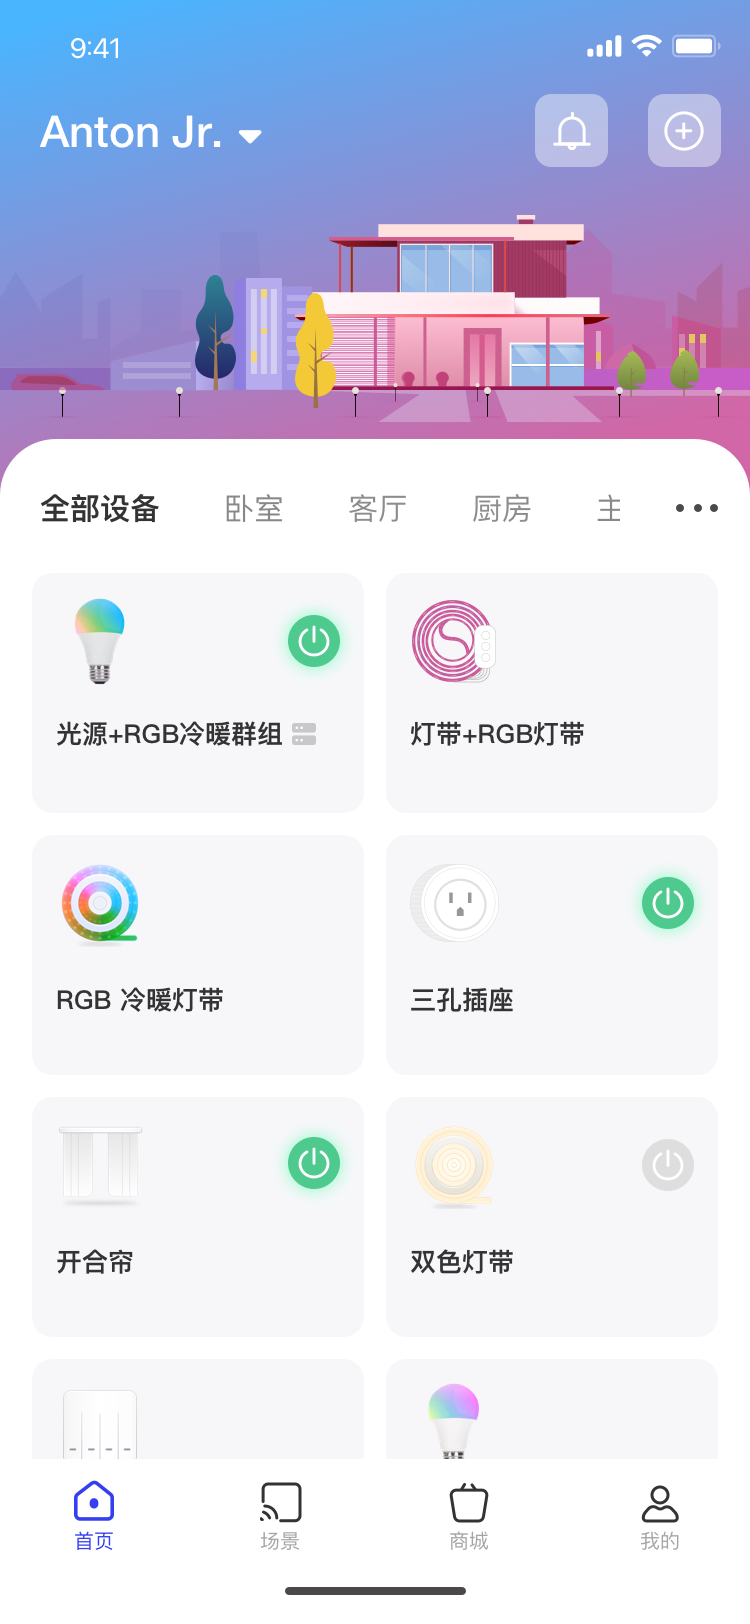 9:41
Anton Jr.
全部设备 卧室 客厅 厨房 主
光源+RGB冷暖群组
灯带+RGB灯带
RGB 冷暖灯带
三孔插座
开合帘
双色灯带
首页 场景 商城 我的